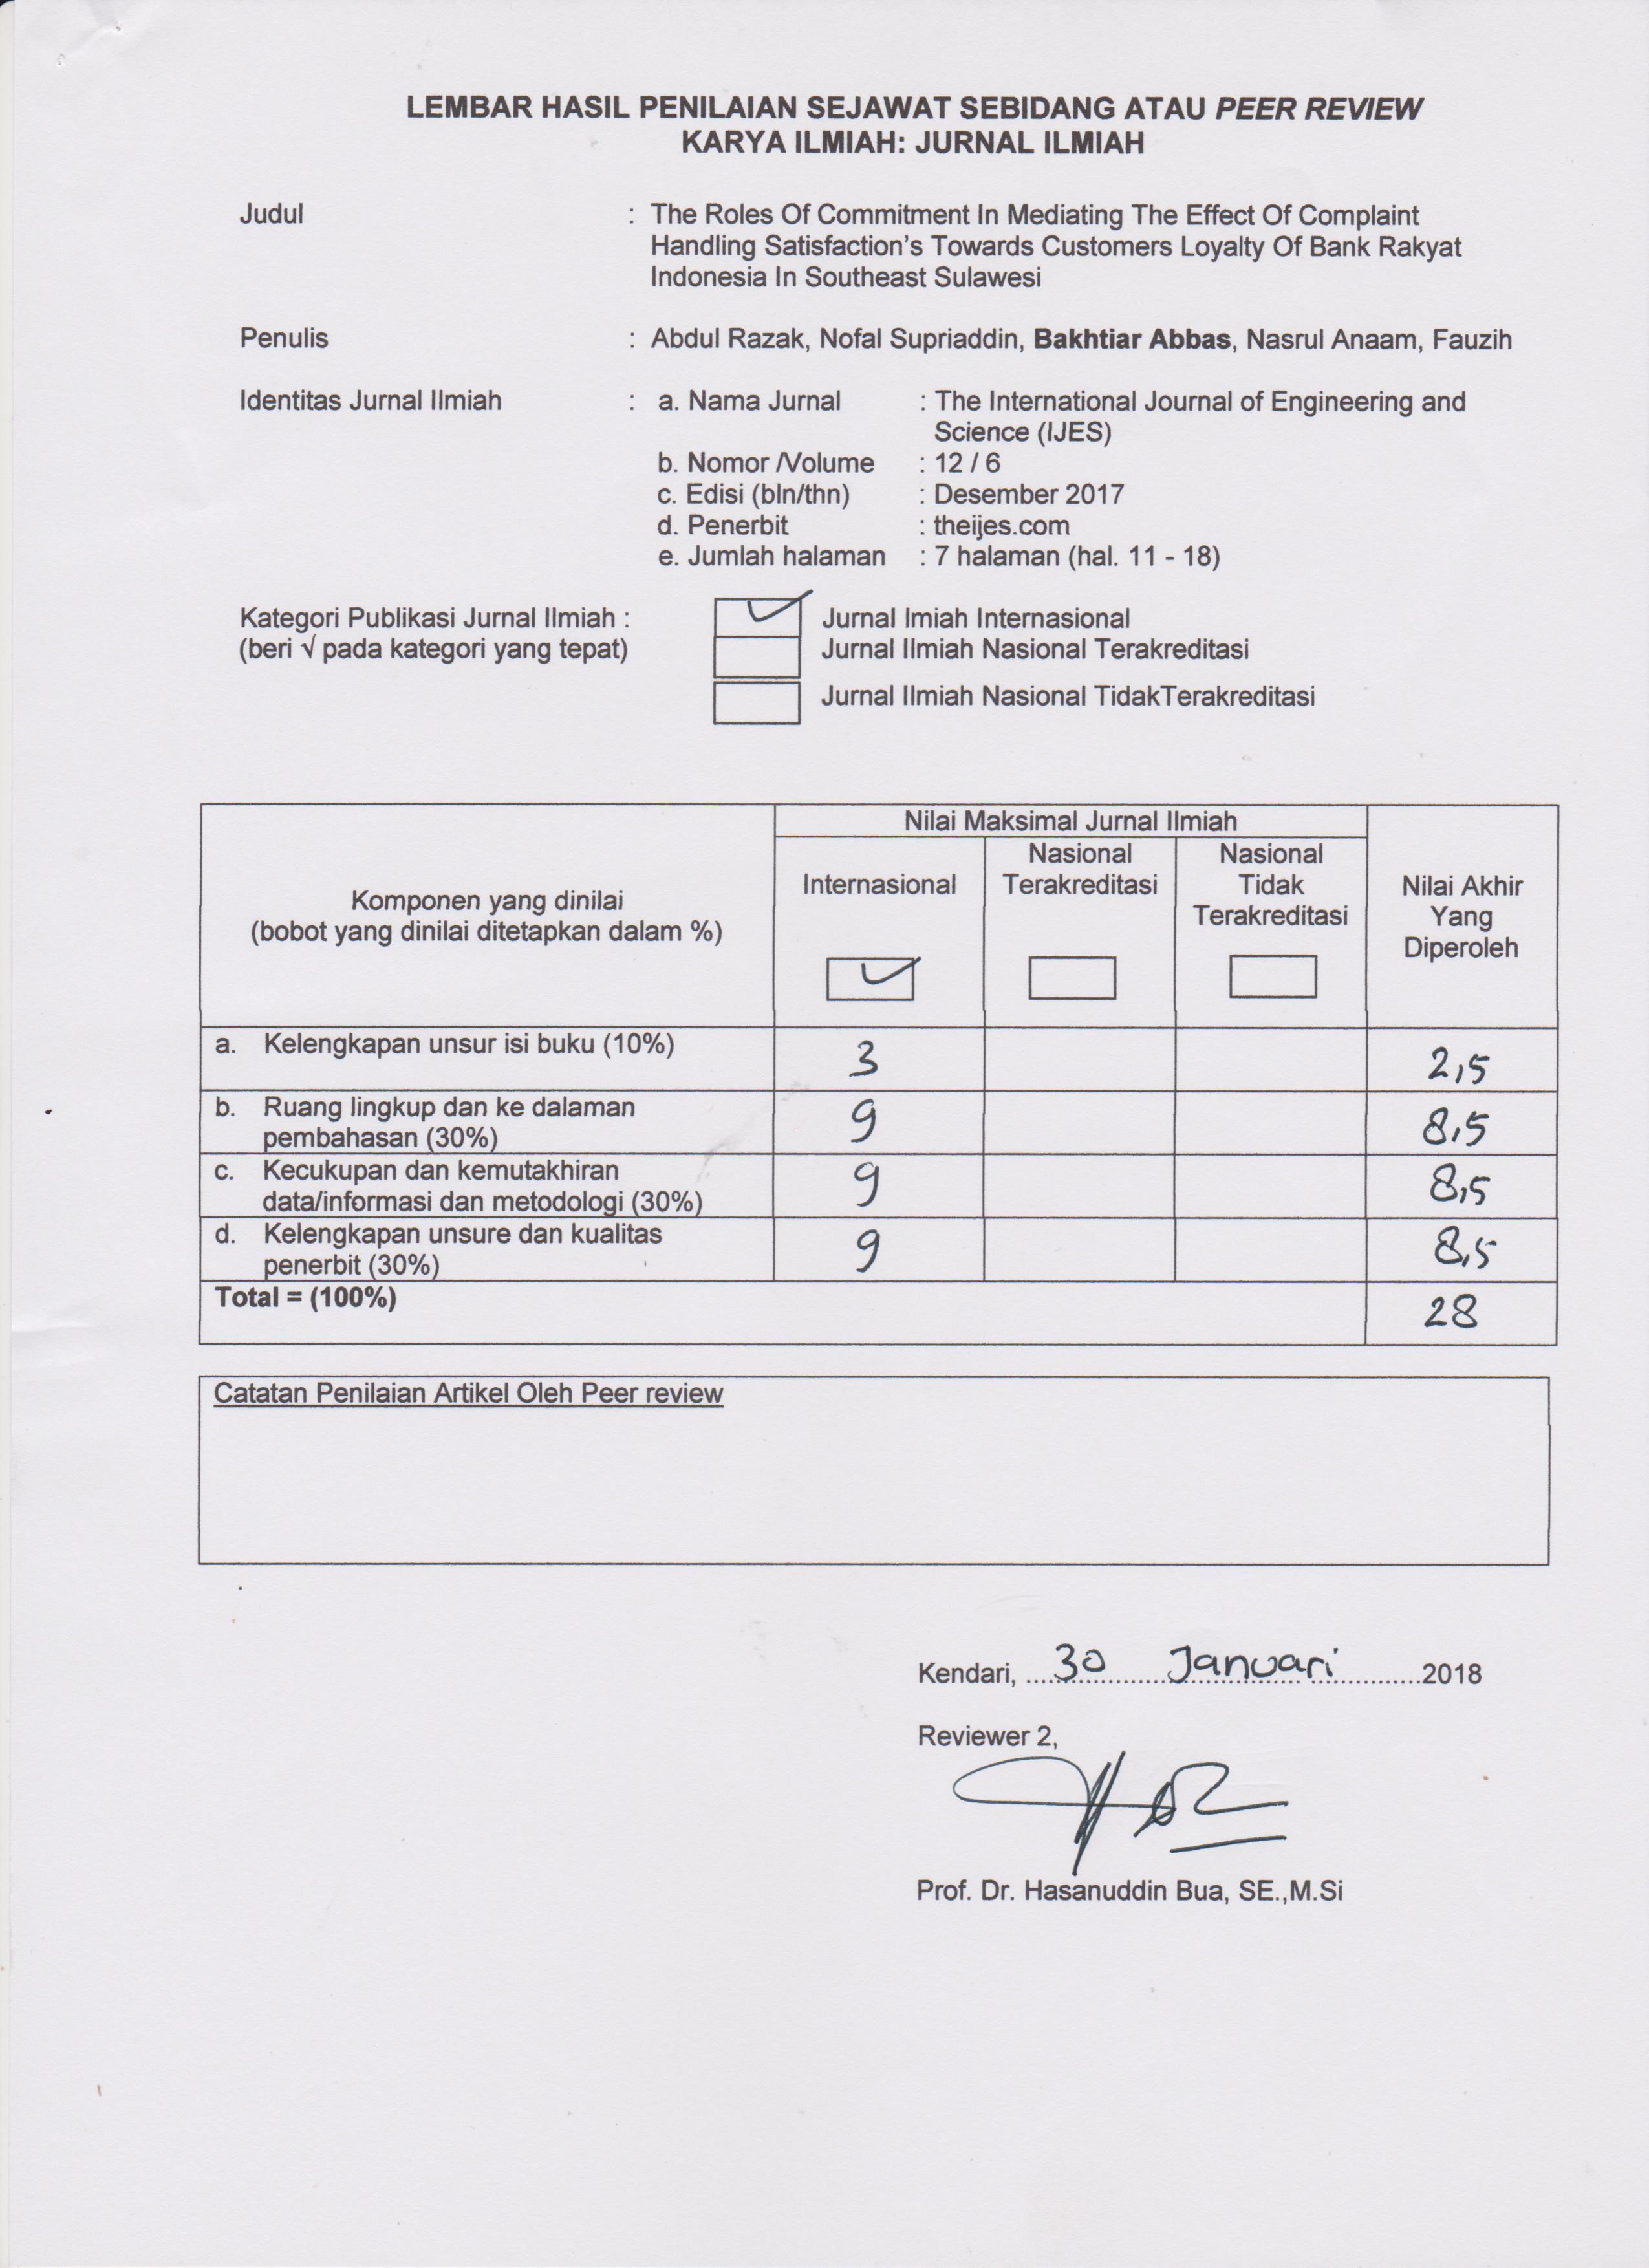 LEMBAR HASIL PENILAIAN SEJAWAT SEBIDANG ATAU PEER REVIEW
KARYA ILMIAH: JURNAL ILMIAH
Judul : The Roles Of Commitment In Mediating The Effect Of Complaint
Handling Satisfaction's Towards Customers Loyalty Of Bank Rakyat
Indonesia In Southeast Sulawesi
Penulis : Abdul Razak, Nofal Supriaddin, Bakhtiar Abbas, Nasrul Anaam, Fauzih
Identitas Jurnal Ilmiah : a. Nama Jurnal : The International Journal of Engineering and
Science (IJES)
b. Nomor /Volume : 12 / 6
c. Edisi (bln/thn) : Desember 2017
d. Penerbit : theijes.com
e. Jumlah halaman : 7 halaman (hal. 11 - 18)
Kategori Publikasi Jurnal Ilmiah : ✓ Jurnal Imiah Internasional
(beri √ pada kategori yang tepat) Jurnal Ilmiah Nasional Terakreditasi
Jurnal Ilmiah Nasional TidakTerakreditasi
Komponen yang dinilai
(bobot yang dinilai ditetapkan dalam %)
Nilai Maksimal Jurnal Ilmiah
Internasional
✓
Nasional
Terakreditasi
Nasional
Tidak
Terakreditasi
Nilai Akhir
Yang
Diperoleh
a. Kelengkapan unsur isi buku (10%) 3 2,5
b. Ruang lingkup dan ke dalaman
pembahasan (30%) 9 8,5
c. Kecukupan dan kemutakhiran
data/informasi dan metodologi (30%) 9 8,5
d. Kelengkapan unsure dan kualitas
penerbit (30%) 9 8,5
Total = (100%) 28
Catatan Penilaian Artikel Oleh Peer review
Kendari, 30 Januari 2018
Reviewer 2,
Prof. Dr. Hasanuddin Bua, SE.,M.Si